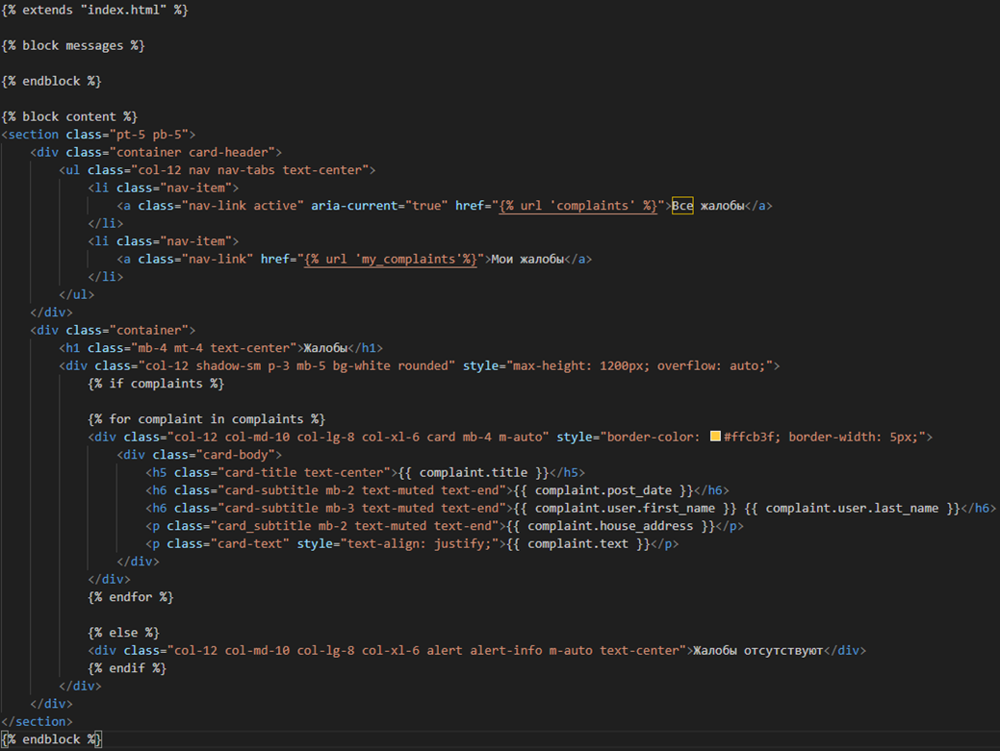 {% extends "index.html" %}
{% block messages %}
{% endblock %}
{% block content %}
<section class="pt-5 pb-5">
    <div class="container card-header">
        <ul class="col-12 nav nav-tabs text-center">
            <li class="nav-item">
                <a class="nav-link active" aria-current="true" href="{% url 'complaints' %}">Все жалобы</a>
            </li>
            <li class="nav-item">
                <a class="nav-link" href="{% url 'my_complaints'%}">Мои жалобы</a>
            </li>
        </ul>
    </div>
    <div class="container">
        <h1 class="mb-4 mt-4 text-center">Жалобы</h1>
        <div class="col-12 shadow-sm p-3 mb-5 bg-white rounded" style="max-height: 1200px; overflow: auto;">
            {% if complaints %}
            {% for complaint in complaints %}
            <div class="col-12 col-md-10 col-lg-8 col-xl-6 card mb-4 m-auto" style="border-color: #ffcb3f; border-width: 5px;">
                <div class="card-body">
                    <h5 class="card-title text-center">{{ complaint.title }}</h5>
                    <h6 class="card-subtitle mb-2 text-muted text-end">{{ complaint.post_date }}</h6>
                    <h6 class="card-subtitle mb-3 text-muted text-end">{{ complaint.user.first_name }} {{ complaint.user.last_name }}</h6>
                    <p class="card_subtitle mb-2 text-muted text-end">{{ complaint.house_address }}</p>
                    <p class="card-text" style="text-align: justify;">{{ complaint.text }}</p>
                </div>
            </div>
            {% endfor %}
            {% else %}
            <div class="col-12 col-md-10 col-lg-8 col-xl-6 alert alert-info m-auto text-center">Жалобы отсутствуют</div>
            {% endif %}
        </div>
    </div>
</section>
{% endblock %}